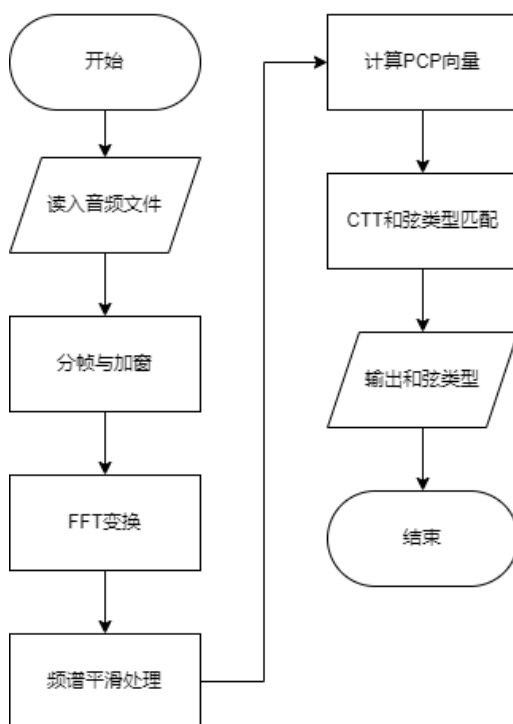 开始
读入音频文件
分帧与加窗
FFT变换
频谱平滑处理
计算PCP向量
CTT和弦类型匹配
输出和弦类型
结束